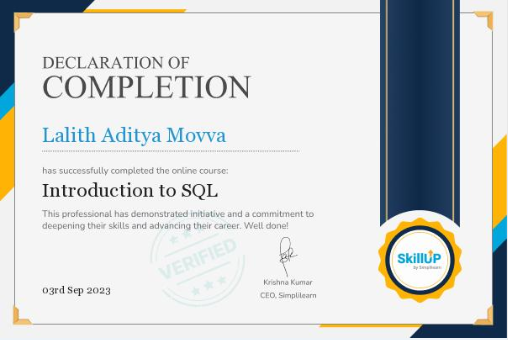 DECLARATION OF
COMPLETION
Lalith Aditya Movva
has successfully completed the online course:
Introduction to SQL
This professional has demonstrated initiative and a commitment to
deepening their skills and advancing their career. Well done!
VERIFIED
03rd Sep 2023
Krishna Kumar
CEO, Simplilearn
SkillUP
by Simplilearn